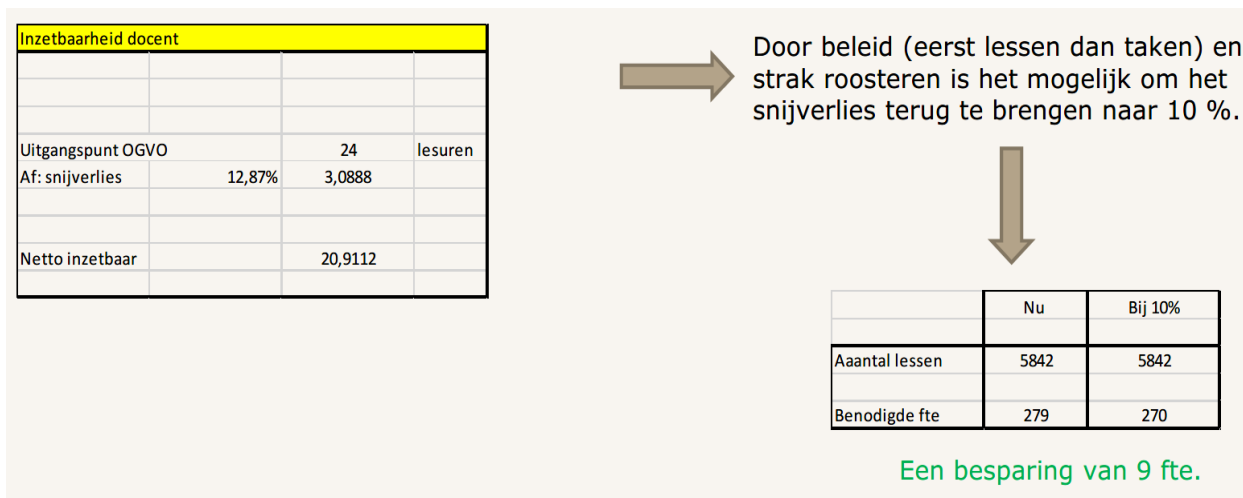 Inzetbaarheid docent
Uitgangspunt OGVO 24 lesuren
Af: snijverlies 12,87% 3,0888
Netto inzetbaar 20,9112
Door beleid (eerst lessen dan taken) en
strak roosteren is het mogelijk om het
snijverlies terug te brengen naar 10 %.
Nu Bij 10%
Aaantal lessen 5842 5842
Benodigde fte 279 270
Een besparing van 9 fte.